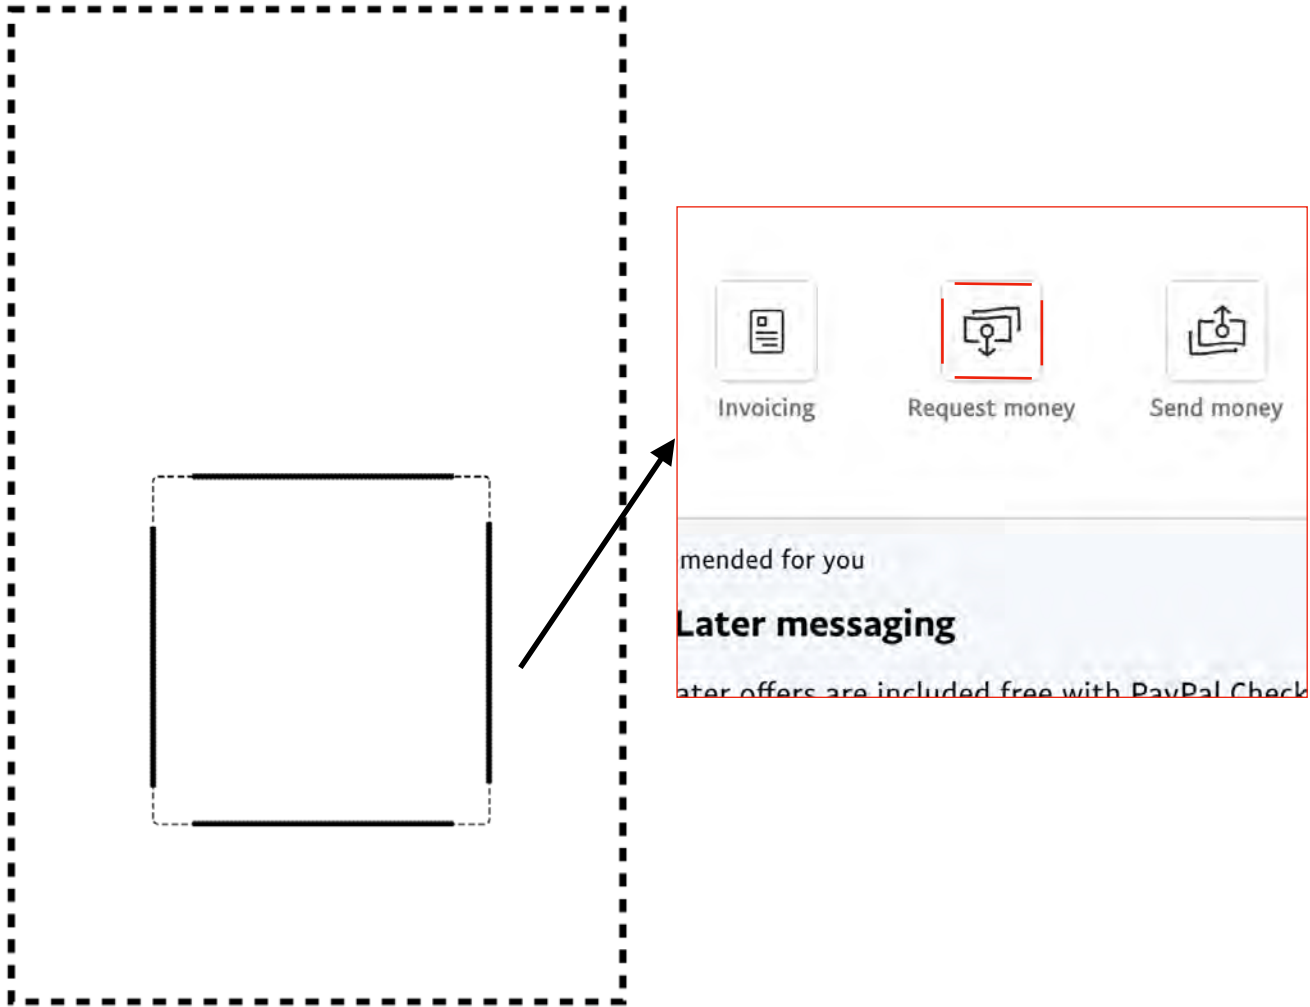 Invoicing
Request money
Send money
mended for you
Later messaging
ater offers are included free with PayPal Check